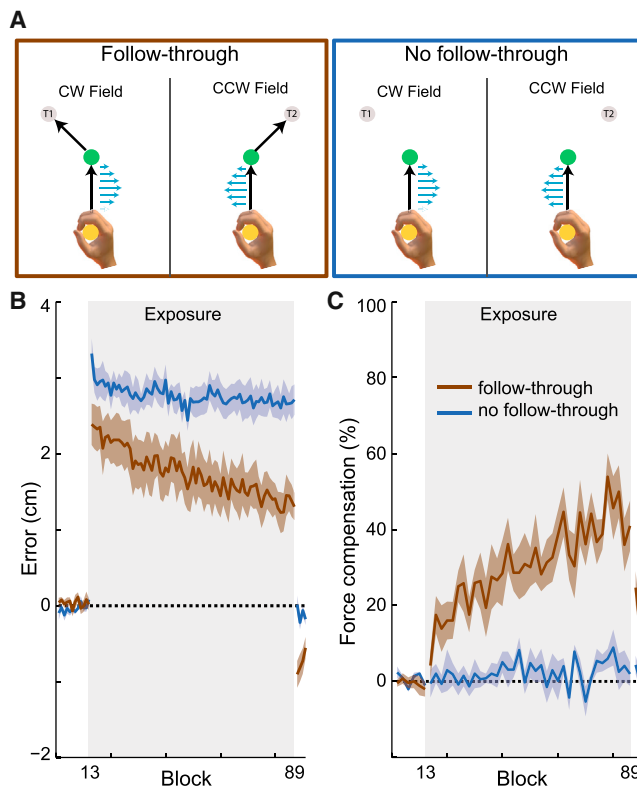 A
Follow-through
No follow-through
CW Field
CCW Field
CW Field
CCW Field
T1
T2
T1
T2
B
C
4
2
0
−2
Error (cm)
Exposure
13
89
Block
100
80
60
40
20
0
Force compensation (%)
Exposure
follow-through
no follow-through
13
89
Block